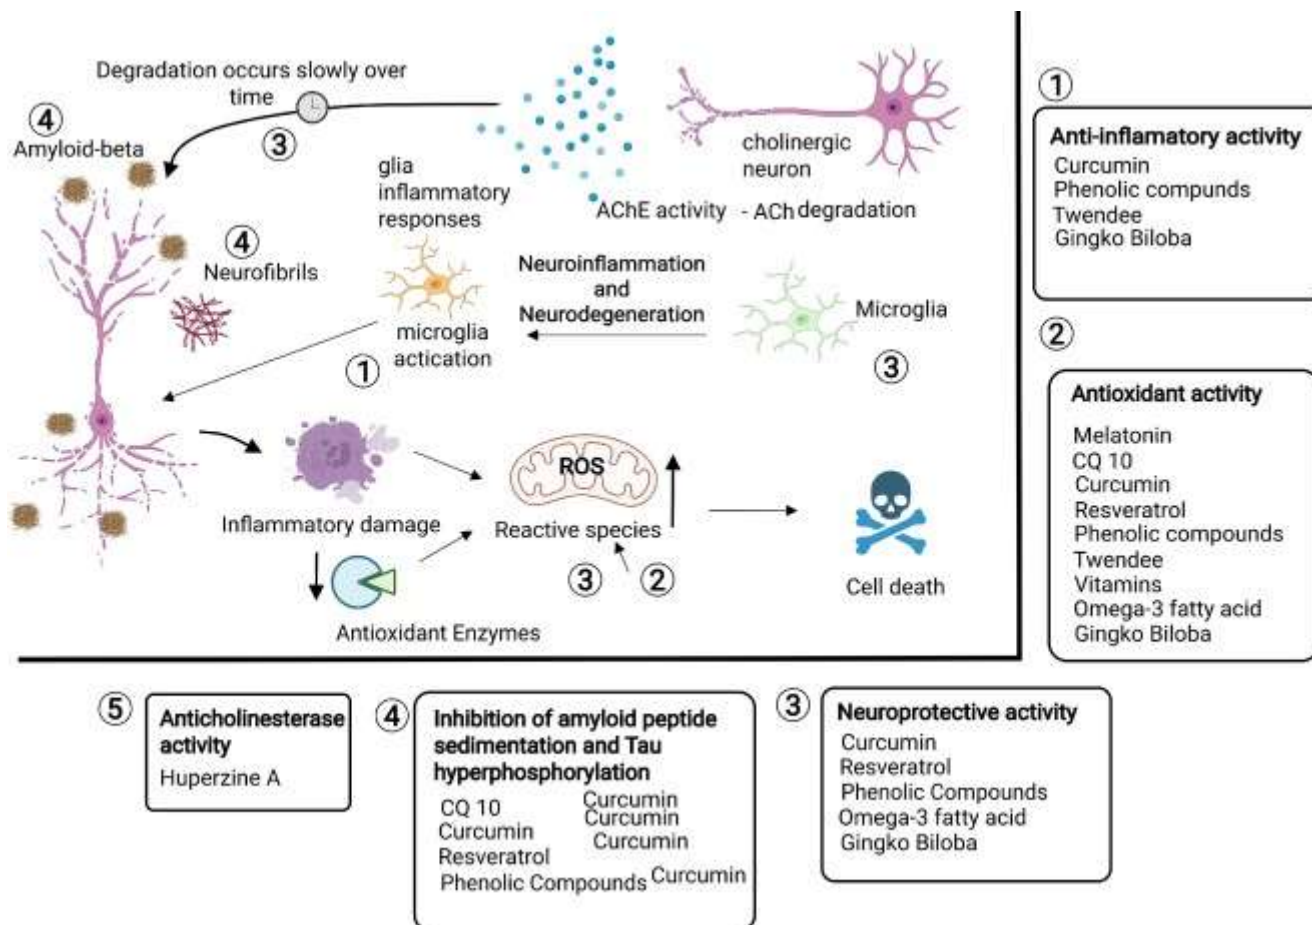 Degradation occurs slowly over
time
③
④
Amyloid-beta
④
Neurofibrils
glia
inflammatory
responses
cholinergic
neuron
AChE activity - ACh degradation
Neuroinflammation
and
Neurodegeneration
Microglia
③
microglia
actication
①
ROS
Inflammatory damage
Reactive species
③ ②
Antioxidant Enzymes
Cell death
①
Anti-inflamatory activity
Curcumin
Phenolic compunds
Twendee
Gingko Biloba
②
Antioxidant activity
Melatonin
CQ 10
Curcumin
Resveratrol
Phenolic compounds
Twendee
Vitamins
Omega-3 fatty acid
Gingko Biloba
⑤
Anticholinesterase
activity
Huperzine A
④
Inhibition of amyloid peptide
sedimentation and Tau
hyperphosphorylation
CQ 10
Curcumin
Resveratrol
Phenolic Compounds
Curcumin
Curcumin
Curcumin
Curcumin
③
Neuroprotective activity
Curcumin
Resveratrol
Phenolic Compounds
Omega-3 fatty acid
Gingko Biloba